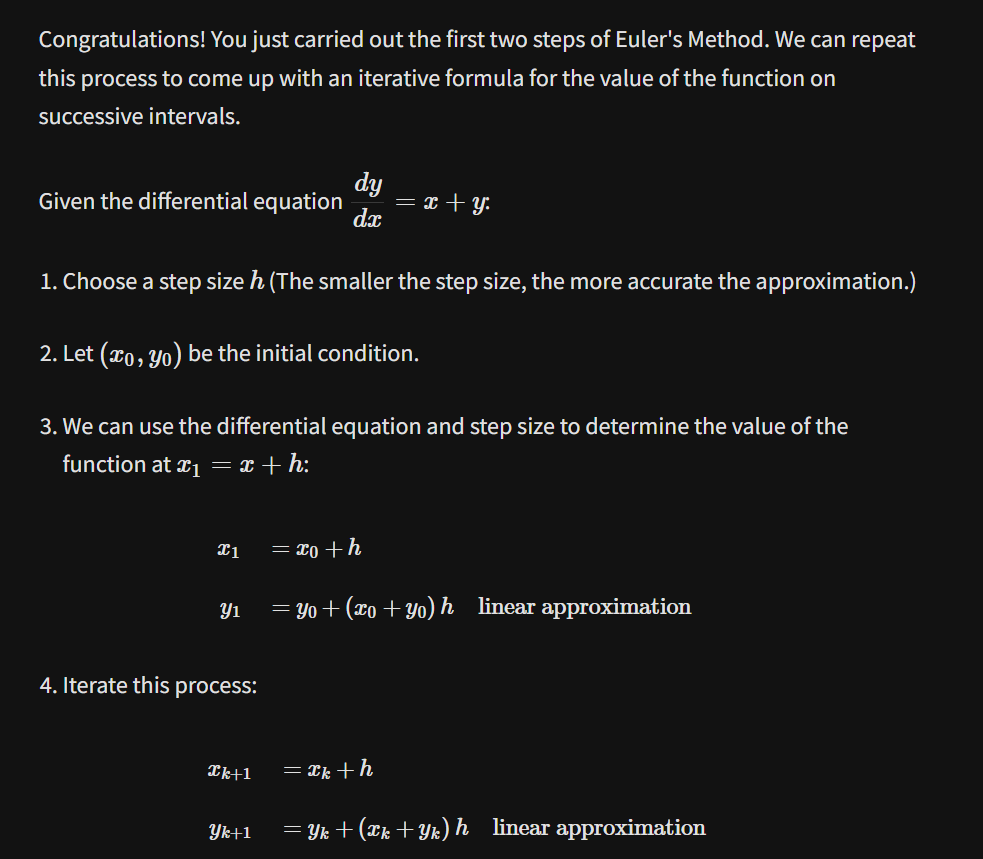 Congratulations! You just carried out the first two steps of Euler's Method. We can repeat
this process to come up with an iterative formula for the value of the function on
successive intervals.
Given the differential equation dy/dx = x + y:
1. Choose a step size h (The smaller the step size, the more accurate the approximation.)
2. Let (x₀, y₀) be the initial condition.
3. We can use the differential equation and step size to determine the value of the
function at x₁ = x + h:
x₁ = x₀ + h
y₁ = y₀ + (x₀ + y₀) h linear approximation
4. Iterate this process:
xₖ₊₁ = xₖ + h
yₖ₊₁ = yₖ + (xₖ + yₖ) h linear approximation